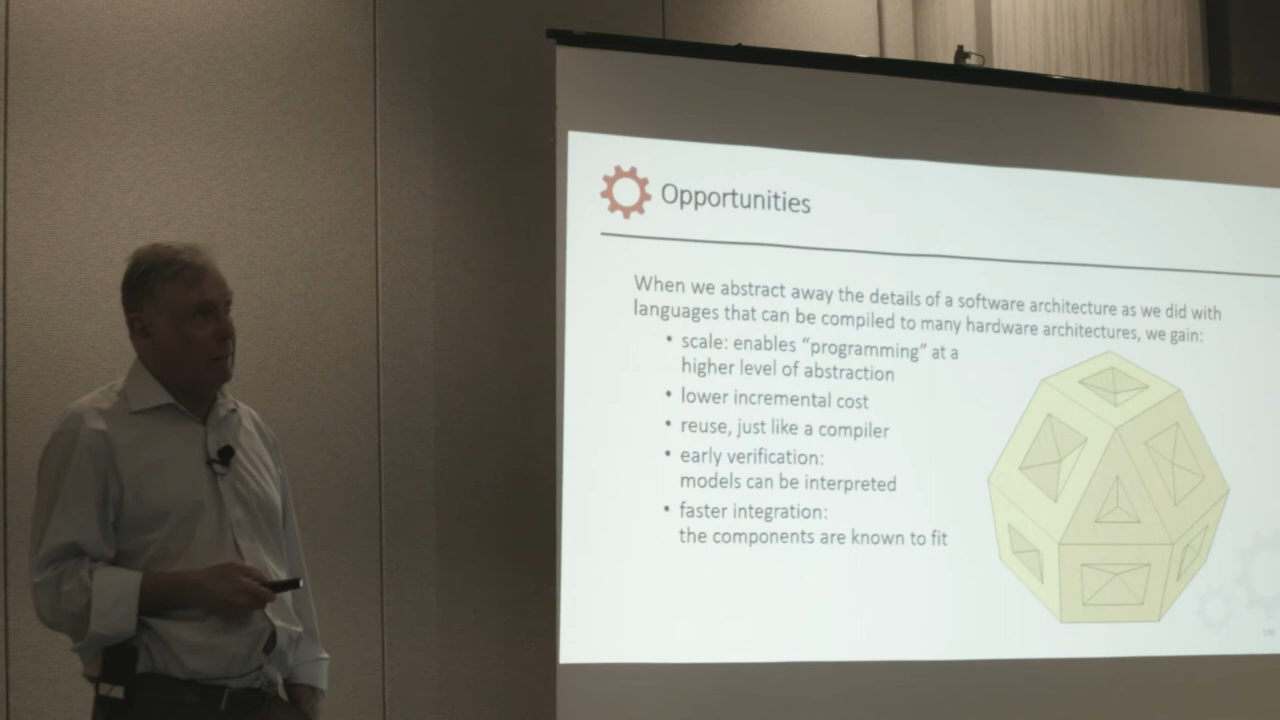 Opportunities
When we abstract away the details of a software architecture as we did with
languages that can be compiled to many hardware architectures, we gain:
• scale: enables “programming” at a
higher level of abstraction
• lower incremental cost
• reuse, just like a compiler
• early verification:
models can be interpreted
• faster integration:
the components are known to fit